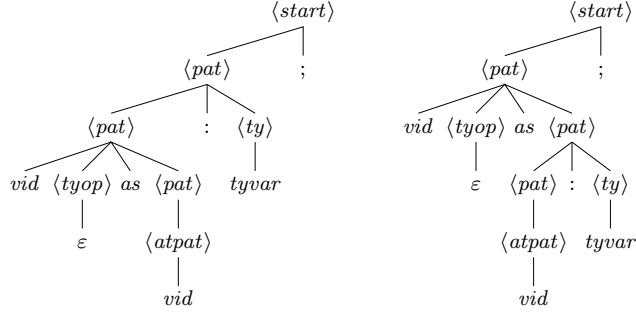 ⟨start⟩ ⟨start⟩
⟨pat⟩ ; ⟨pat⟩ ;
⟨pat⟩ : ⟨ty⟩ vid ⟨tyop⟩ as ⟨pat⟩
vid ⟨tyop⟩ as ⟨pat⟩ tyvar ε ⟨pat⟩ : ⟨ty⟩
ε ⟨atpat⟩ ⟨atpat⟩ tyvar
vid vid